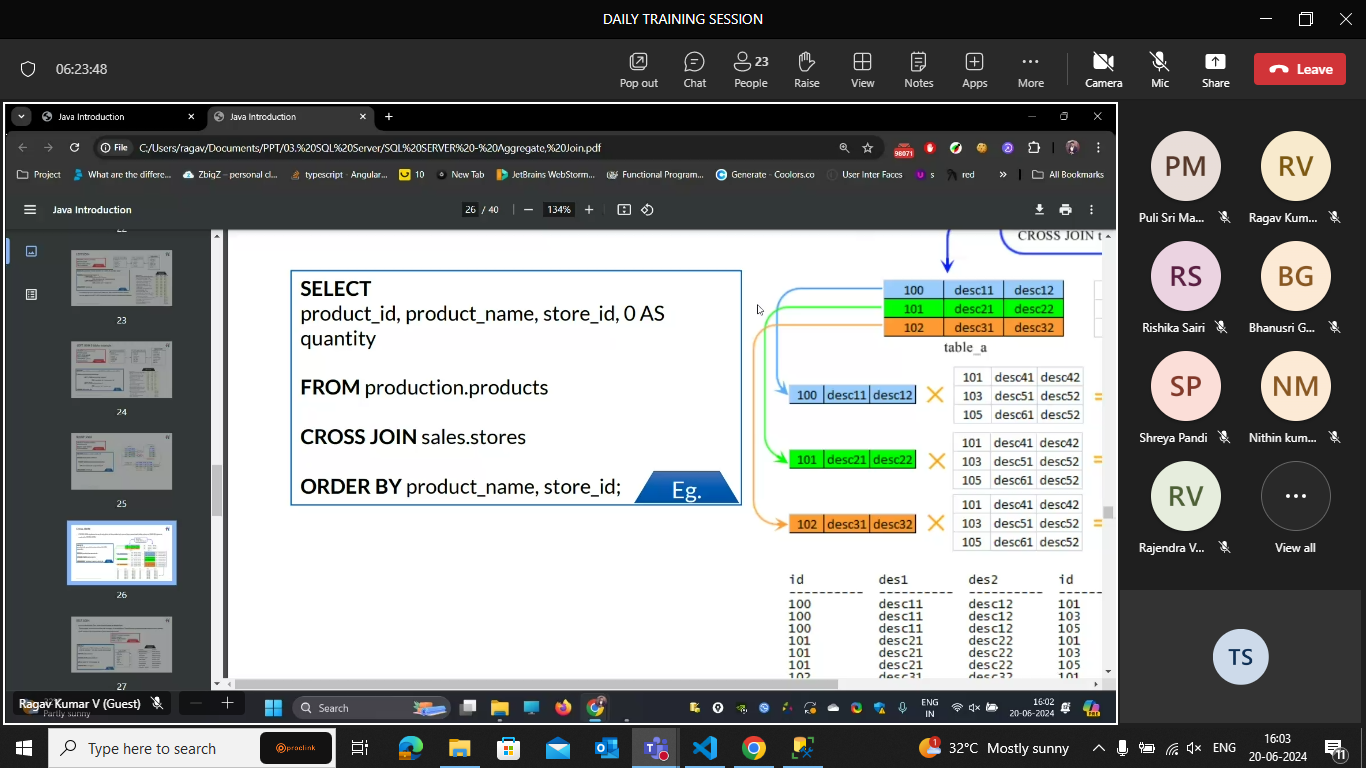 DAILY TRAINING SESSION
06:23:48
Pop out
Chat
23
People
Raise
View
Notes
Apps
More
Camera
Mic
Share
Leave
Java Introduction
Java Introduction
File
C:/Users/ragav/Documents/PPT/03.%20SQL%20Server/SQL%20SERVER%20-%20Aggregate,%20Join.pdf
98071
Project
What are the differe...
ZbigZ – personal cl...
typescript - Angular...
10
New Tab
JetBrains WebStorm...
Functional Program...
Generate - Coolors.co
User Inter Faces
s
red
»
All Bookmarks
Java Introduction
26 / 40
134%
23
24
25
26
27
SELECT
product_id, product_name, store_id, 0 AS
quantity
FROM production.products
CROSS JOIN sales.stores
ORDER BY product_name, store_id;
Eg.
CROSS JOIN t
100 desc11 desc12
101 desc21 desc22
102 desc31 desc32
table_a
100 desc11 desc12
101 desc41 desc42
103 desc51 desc52
105 desc61 desc52
101 desc21 desc22
101 desc41 desc42
103 desc51 desc52
105 desc61 desc52
102 desc31 desc32
101 desc41 desc42
103 desc51 desc52
105 desc61 desc52
id des1 des2 id
100 desc11 desc12 101
100 desc11 desc12 103
100 desc11 desc12 105
101 desc21 desc22 101
101 desc21 desc22 103
101 desc21 desc22 105
102 desc31 desc32 101
Ragav Kumar V (Guest)
Partly sunny
Search
ENG
IN
16:02
20-06-2024
PM
Puli Sri Ma...
RV
Ragav Kum...
RS
Rishika Sairi
BG
Bhanusri G...
SP
Shreya Pandi
NM
Nithin kum...
RV
Rajendra V...
View all
TS
Type here to search
proclink
1
32°C Mostly sunny
ENG
16:03
20-06-2024
11